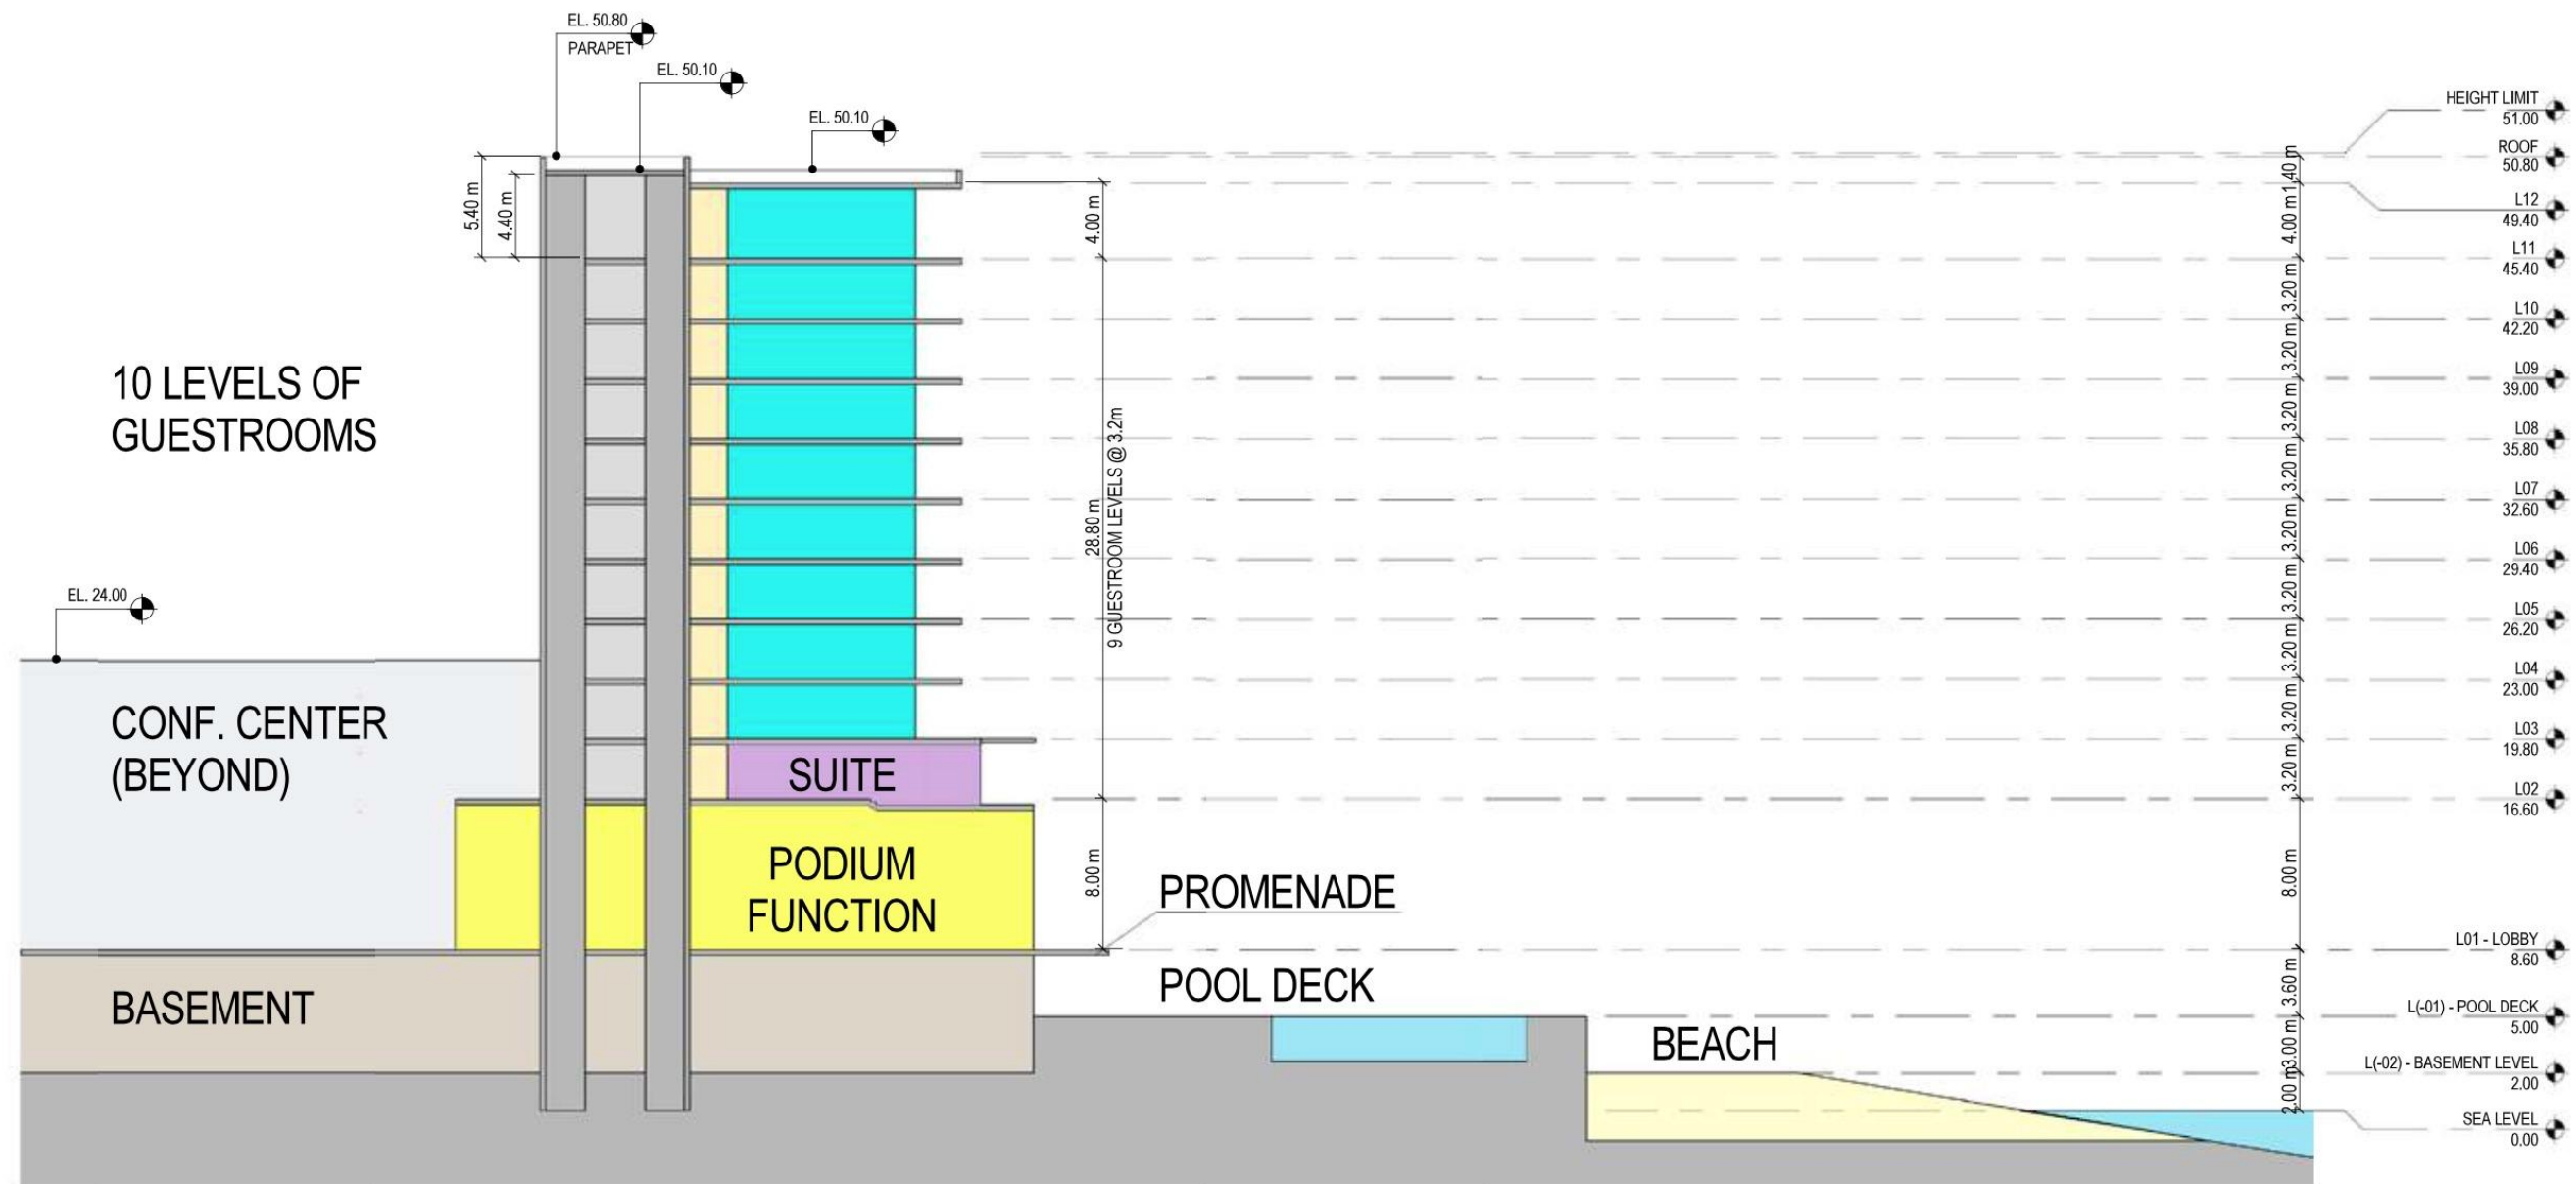 EL. 50.80
PARAPET
EL. 50.10
EL. 50.10
5.40 m
4.40 m
4.00 m
28.80 m
9 GUESTROOM LEVELS @ 3.2m
8.00 m
10 LEVELS OF
GUESTROOMS
EL. 24.00
CONF. CENTER
(BEYOND)
SUITE
PODIUM
FUNCTION
BASEMENT
PROMENADE
POOL DECK
BEACH
1.40 m
4.00 m
3.20 m
3.20 m
3.20 m
3.20 m
3.20 m
3.20 m
3.20 m
3.20 m
3.20 m
8.00 m
3.60 m
3.00 m
2.00 m
HEIGHT LIMIT
51.00
ROOF
50.80
L12
49.40
L11
45.40
L10
42.20
L09
39.00
L08
35.80
L07
32.60
L06
29.40
L05
26.20
L04
23.00
L03
19.80
L02
16.60
L01 - LOBBY
8.60
L(-01) - POOL DECK
5.00
L(-02) - BASEMENT LEVEL
2.00
SEA LEVEL
0.00